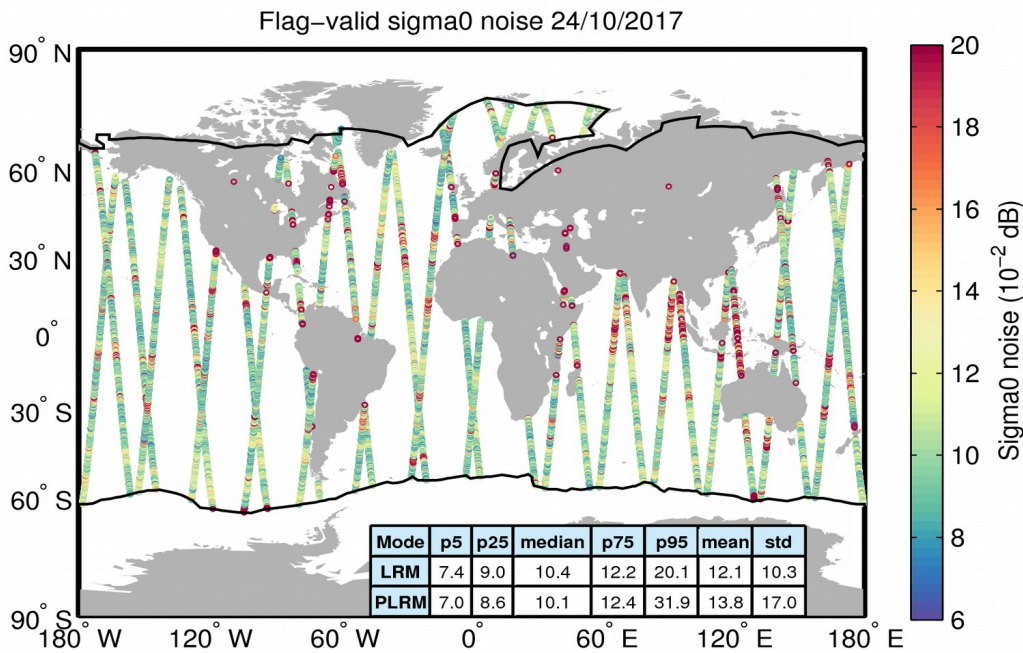 Flag−valid sigma0 noise 24/10/2017
90° N
60° N
30° N
0°
30° S
60° S
90° S
180° W
120° W
60° W
0°
60° E
120° E
180° E
Mode p5 p25 median p75 p95 mean std
LRM 7.4 9.0 10.4 12.2 20.1 12.1 10.3
PLRM 7.0 8.6 10.1 12.4 31.9 13.8 17.0
20
18
16
14
12
10
8
6
Sigma0 noise (10⁻² dB)